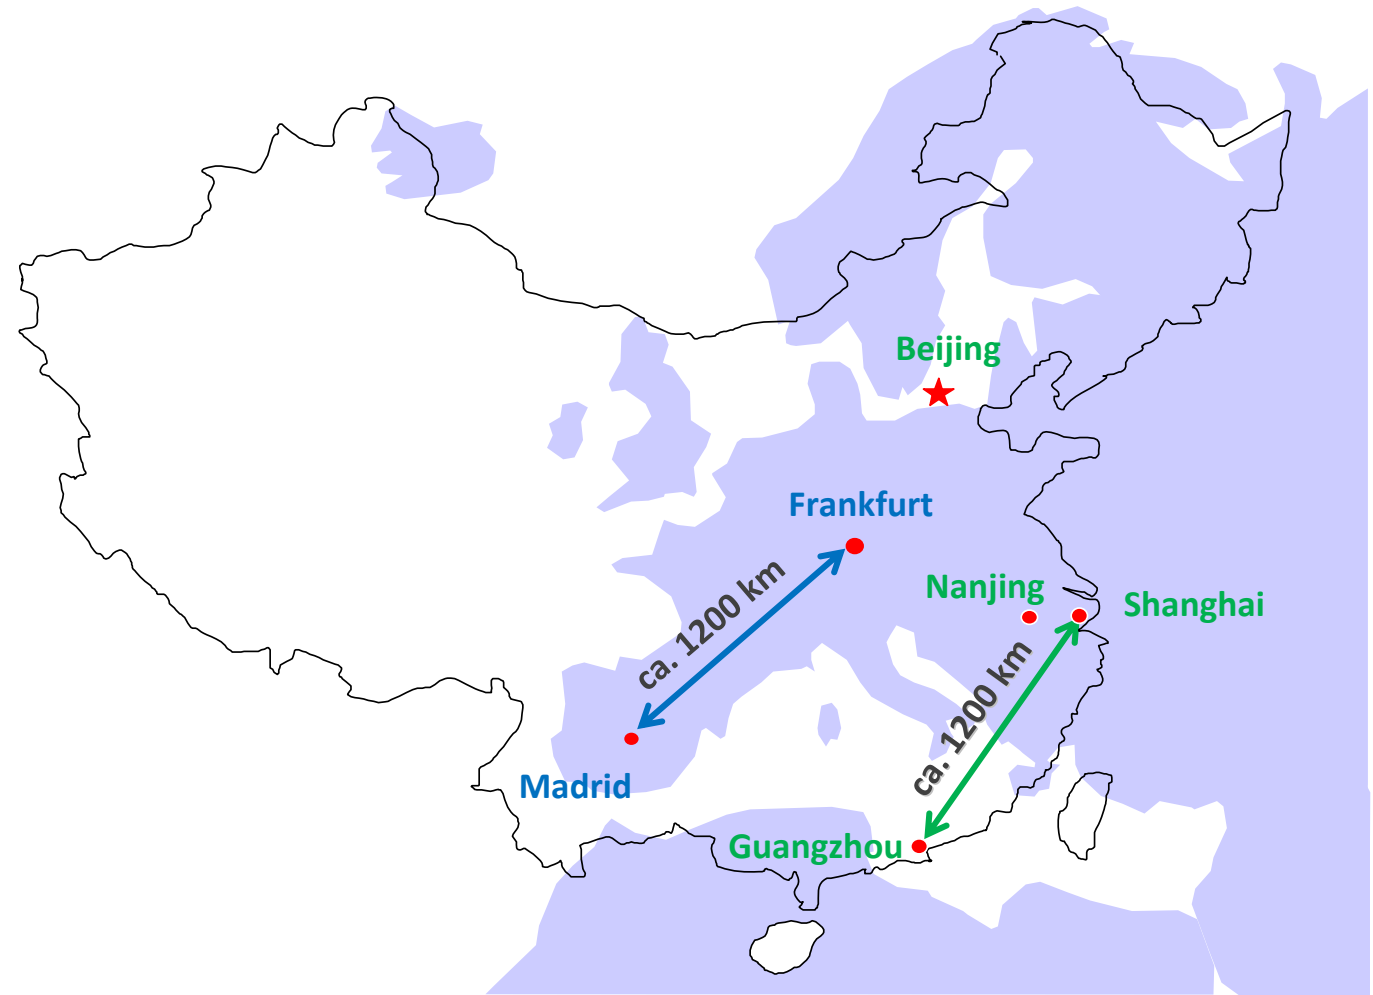 Beijing
Frankfurt
ca. 1200 km
Nanjing
Shanghai
ca. 1200 km
Madrid
Guangzhou